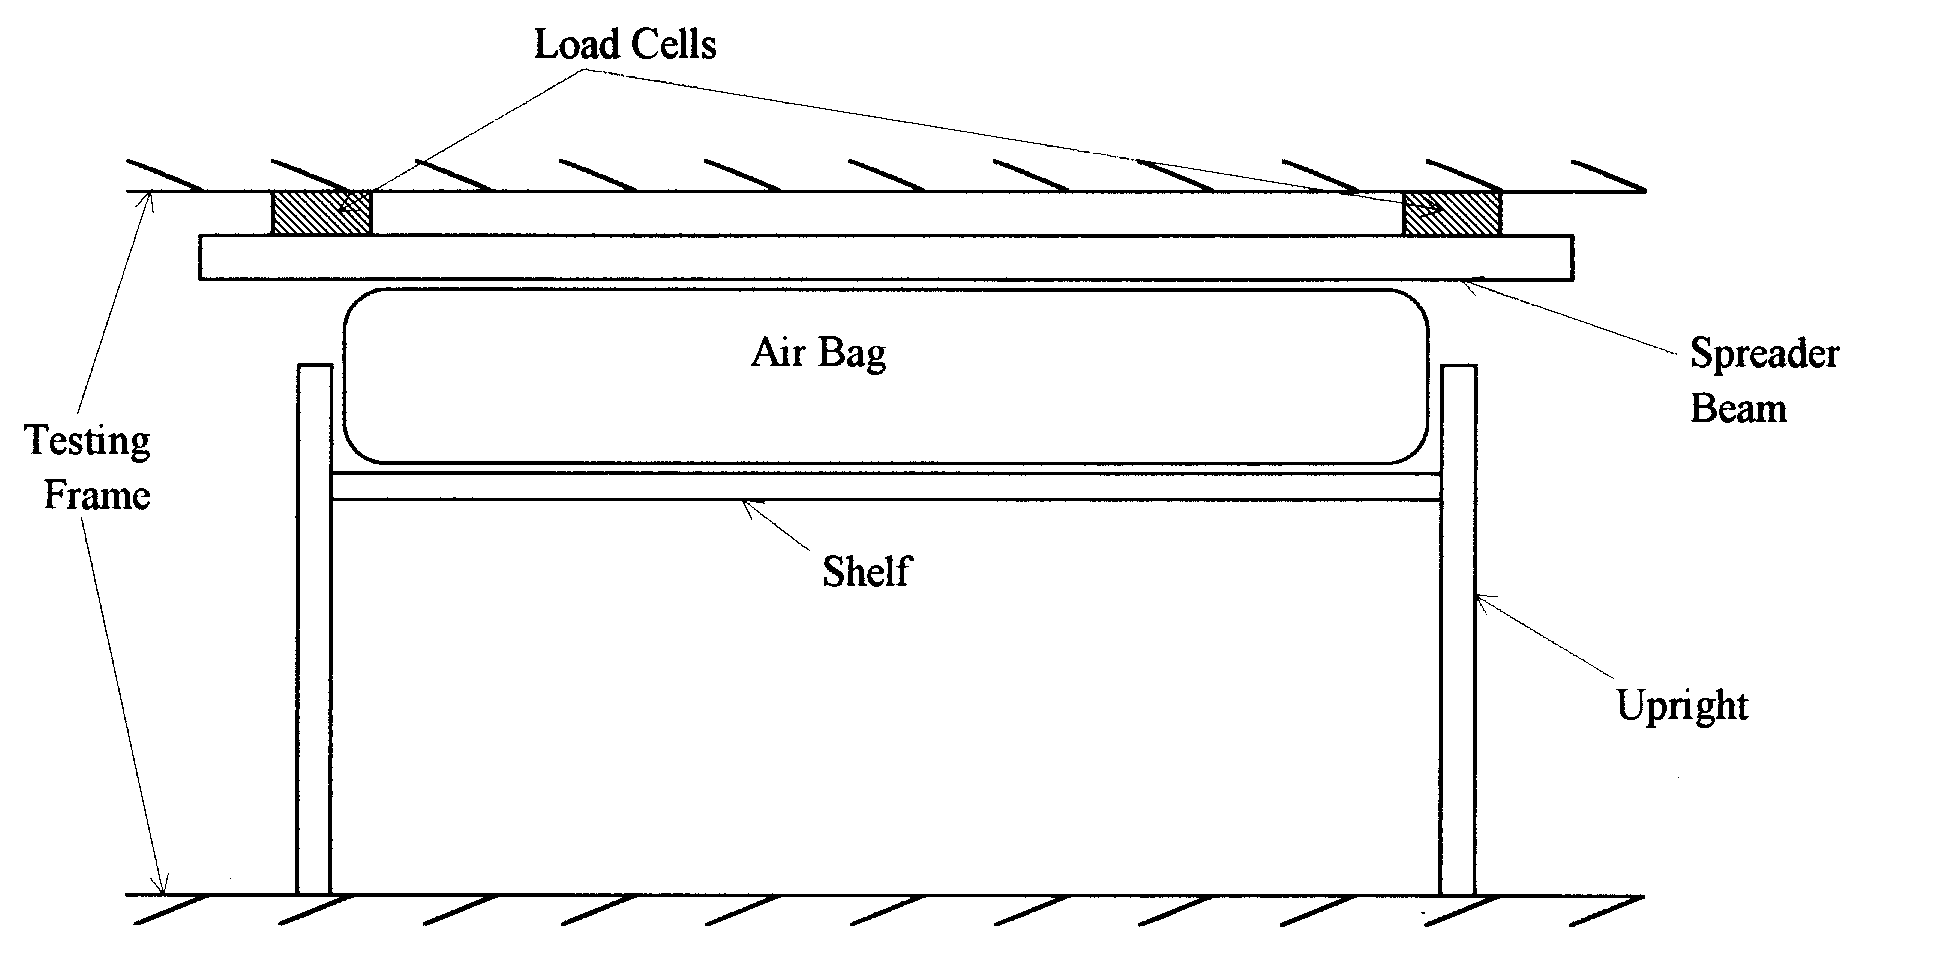 Load Cells
Air Bag
Spreader
Beam
Testing
Frame
Shelf
Upright